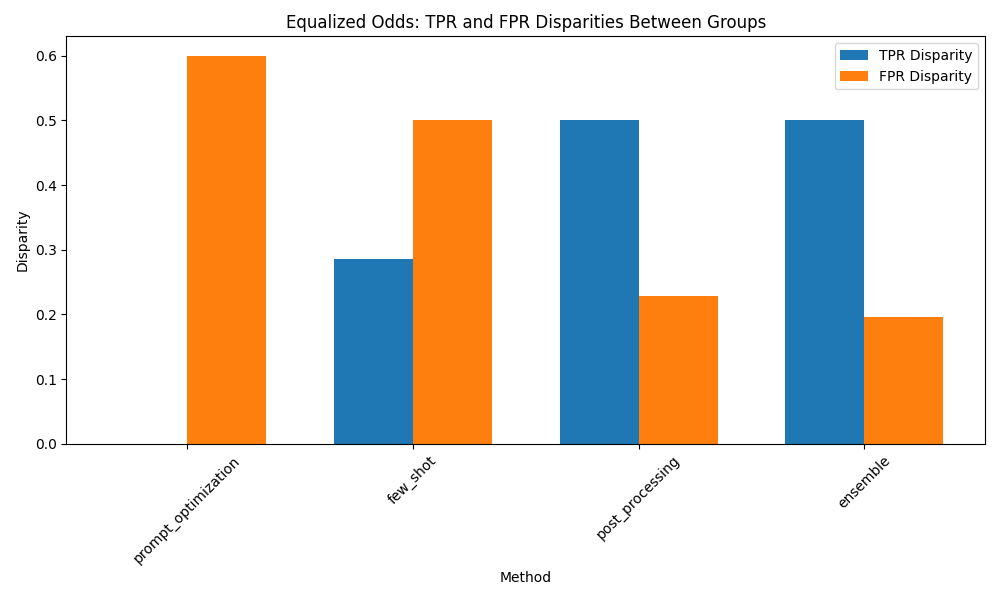 Equalized Odds: TPR and FPR Disparities Between Groups
TPR Disparity
FPR Disparity
0.6
0.5
0.4
0.3
0.2
0.1
0.0
Disparity
prompt_optimization
few_shot
post_processing
ensemble
Method